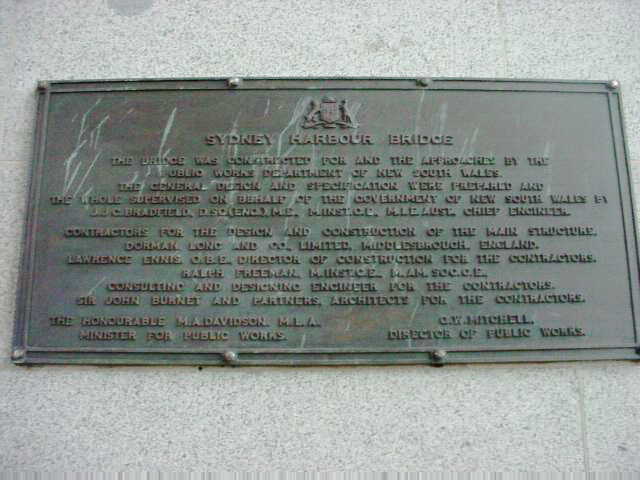 SYDNEY HARBOUR BRIDGE
THE BRIDGE WAS CONSTRUCTED FOR AND THE APPROACHES BY THE
PUBLIC WORKS DEPARTMENT OF NEW SOUTH WALES.
THE GENERAL DESIGN AND SPECIFICATION WERE PREPARED AND
THE WHOLE SUPERVISED ON BEHALF OF THE GOVERNMENT OF NEW SOUTH WALES BY
J.J.C. BRADFIELD, D.SC.(ENG.), M.E., M.INST.C.E., M.I.E.AUST. CHIEF ENGINEER.
CONTRACTORS FOR THE DESIGN AND CONSTRUCTION OF THE MAIN STRUCTURE.
DORMAN, LONG AND CO., LIMITED, MIDDLESBROUGH, ENGLAND.
LAWRENCE ENNIS, O.B.E., DIRECTOR OF CONSTRUCTION FOR THE CONTRACTORS.
RALPH FREEMAN, M.INST.C.E., M.AM.SOC.C.E.,
CONSULTING AND DESIGNING ENGINEER FOR THE CONTRACTORS.
SIR JOHN BURNET AND PARTNERS, ARCHITECTS FOR THE CONTRACTORS.
THE HONOURABLE M.A. DAVIDSON, M.L.A. G.W. MITCHELL.
MINISTER FOR PUBLIC WORKS. DIRECTOR OF PUBLIC WORKS.